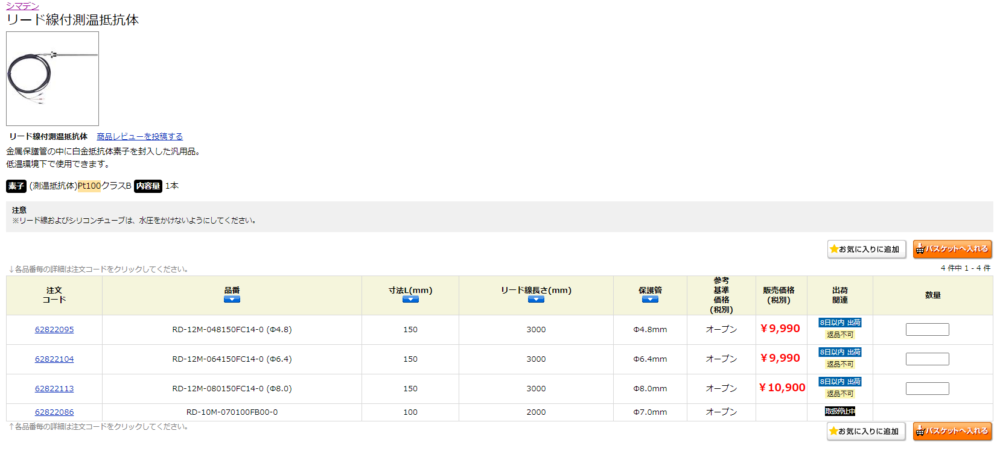 シマデン
リード線付測温抵抗体
リード線付測温抵抗体 商品レビューを投稿する
金属保護管の中に白金抵抗体素子を封入した汎用品。
低温環境下で使用できます。
素子 (測温抵抗体)Pt100クラスB 内容量 1本
注意
※リード線およびシリコンチューブは、水圧をかけないようにしてください。
お気に入りに追加 バスケットへ入れる
↓各品番毎の詳細は注文コードをクリックしてください。 4 件中 1 - 4 件
注文コード 品番 寸法L(mm) リード線長さ(mm) 保護管 参考基準価格(税別) 販売価格(税別) 出荷関連 数量
62822095 RD-12M-048150FC14-0 (Φ4.8) 150 3000 Φ4.8mm オープン ¥9,990 8日以内 出荷 返品不可
62822104 RD-12M-064150FC14-0 (Φ6.4) 150 3000 Φ6.4mm オープン ¥9,990 8日以内 出荷 返品不可
62822113 RD-12M-080150FC14-0 (Φ8.0) 150 3000 Φ8.0mm オープン ¥10,900 8日以内 出荷 返品不可
62822086 RD-10M-070100FB00-0 100 2000 Φ7.0mm オープン 取扱停止中
↑各品番毎の詳細は注文コードをクリックしてください。
お気に入りに追加 バスケットへ入れる